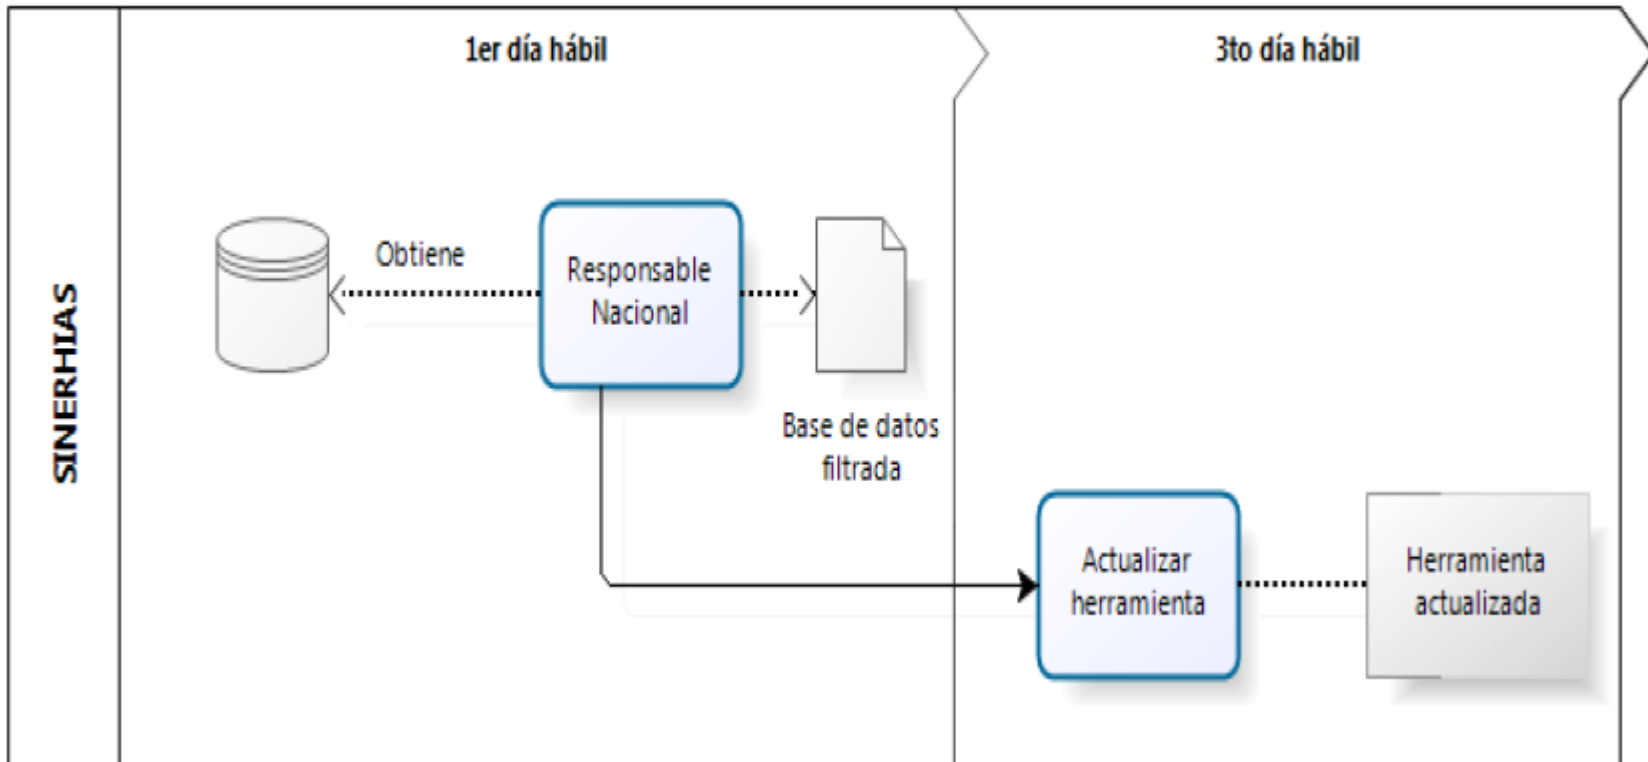 SINERHIAS
1er día hábil
3to día hábil
Obtiene
Responsable
Nacional
Base de datos
filtrada
Actualizar
herramienta
Herramienta
actualizada